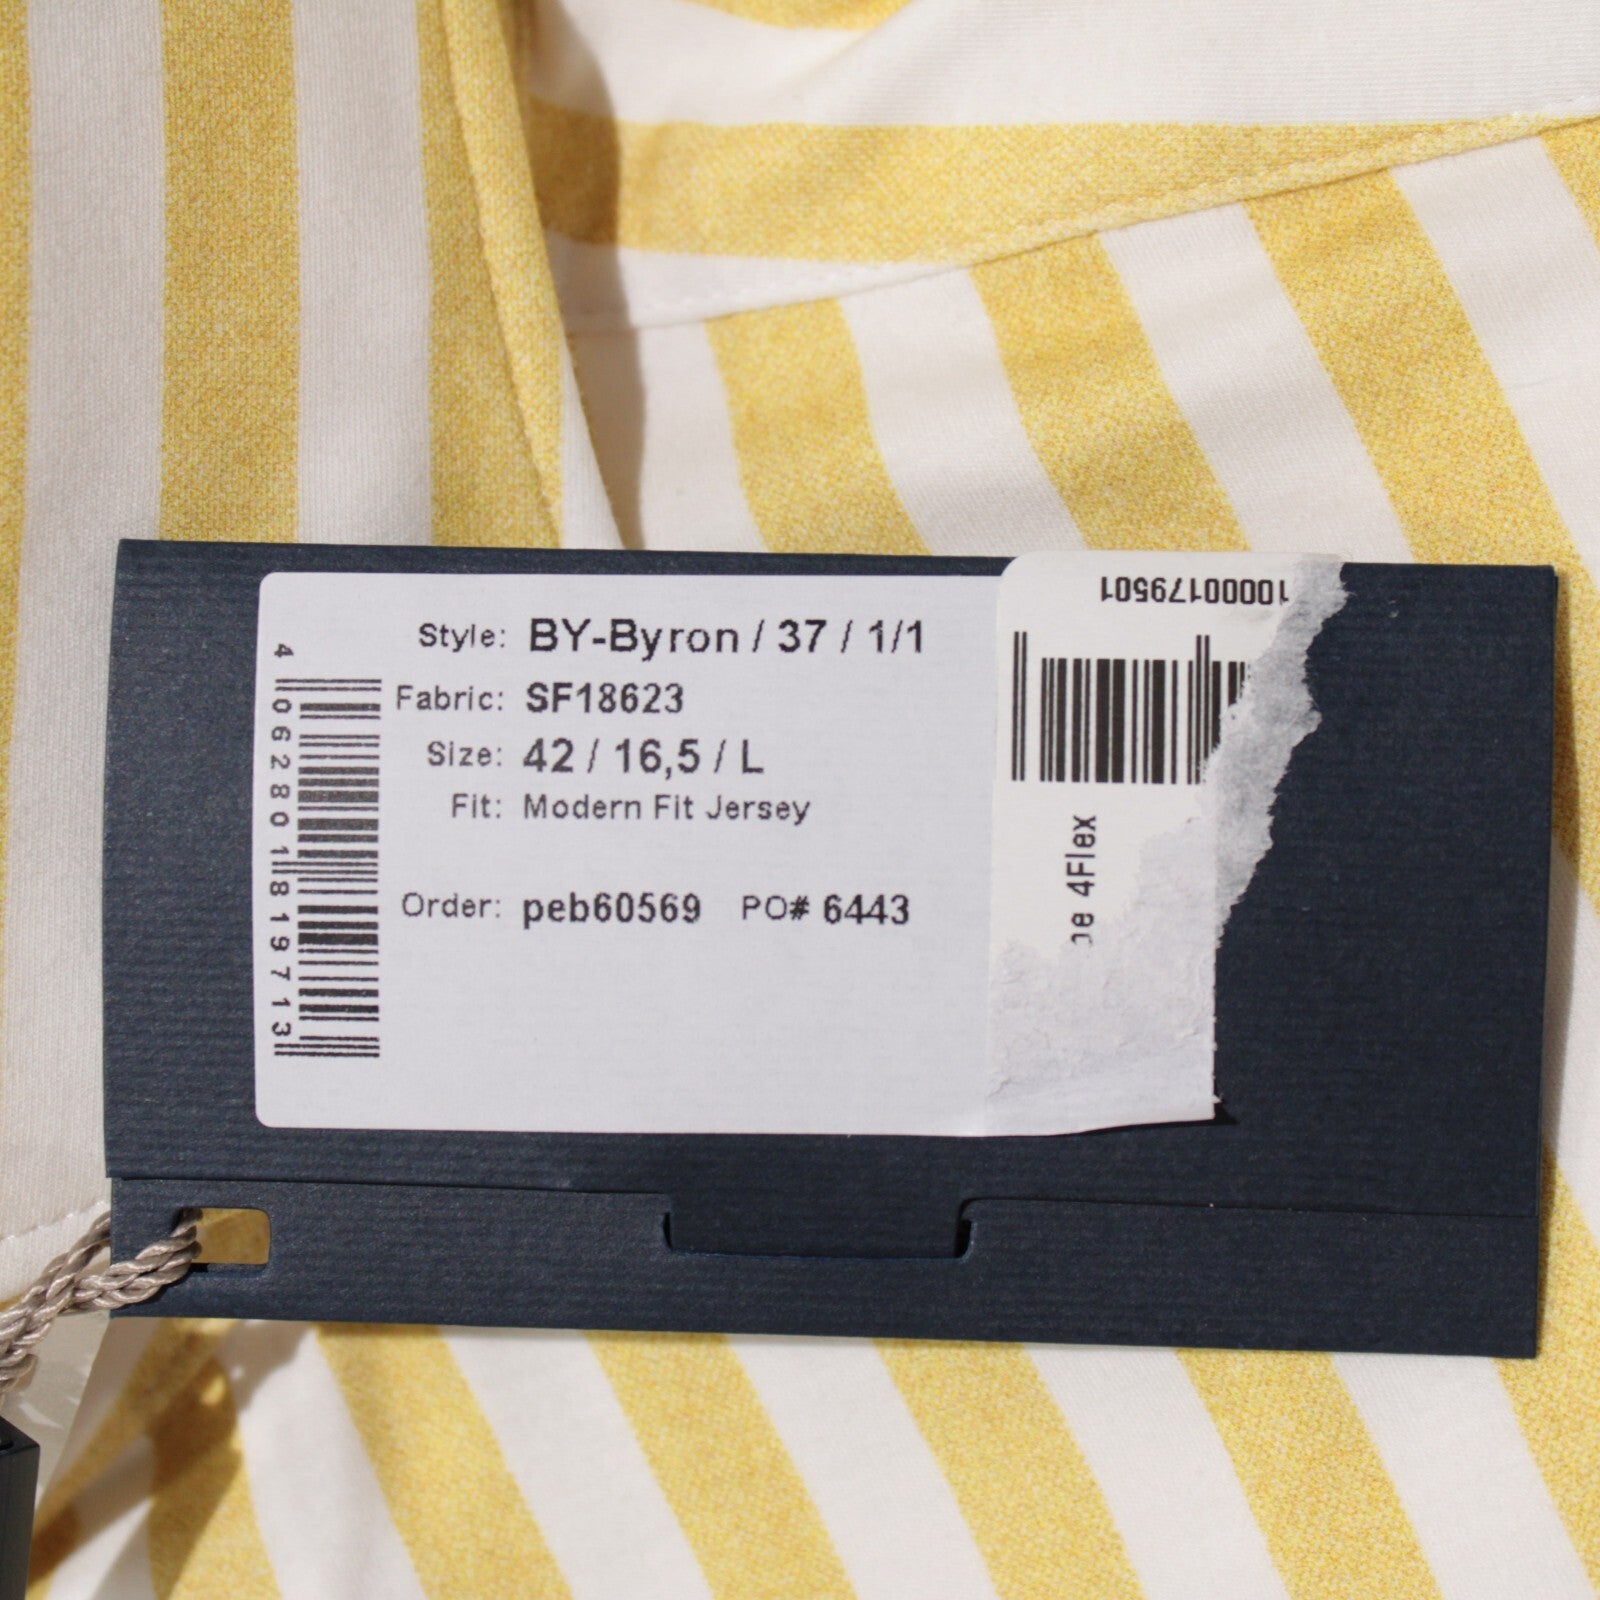 Style: BY-Byron / 37 / 1/1
Fabric: SF18623
Size: 42 / 16,5 / L
Fit: Modern Fit Jersey
Order: peb60569 PO# 6443
4 062801 819713
1000179501
4Flex